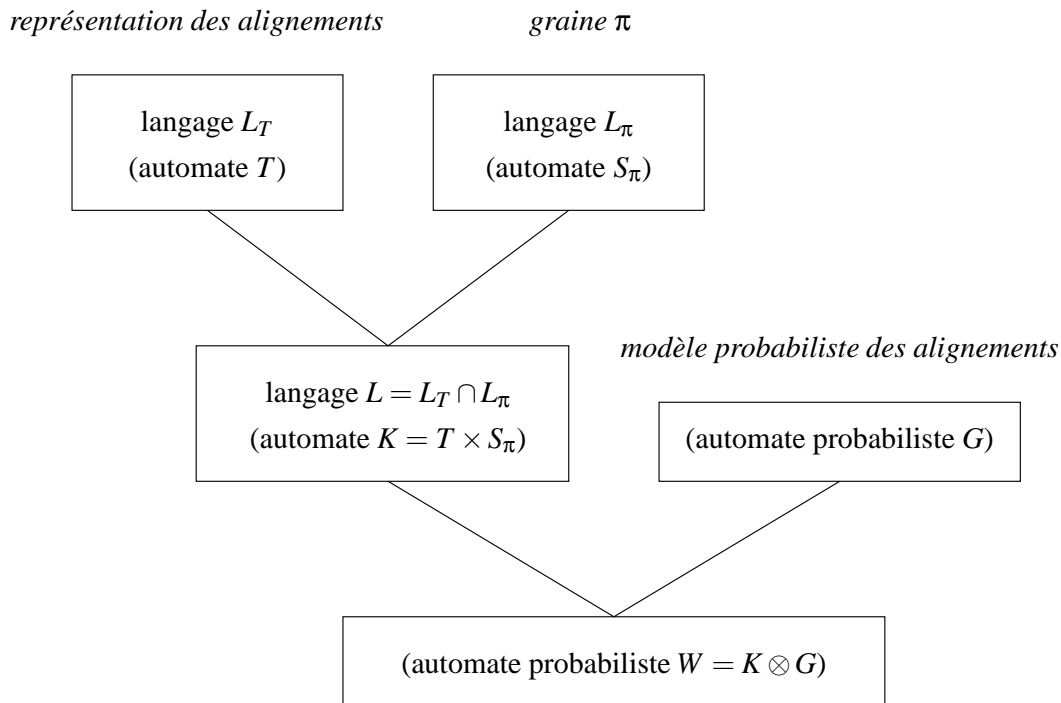 représentation des alignements
graine π
langage L_T
(automate T)
langage L_π
(automate S_π)
modèle probabiliste des alignements
langage L = L_T ∩ L_π
(automate K = T × S_π)
(automate probabiliste G)
(automate probabiliste W = K ⊗ G)